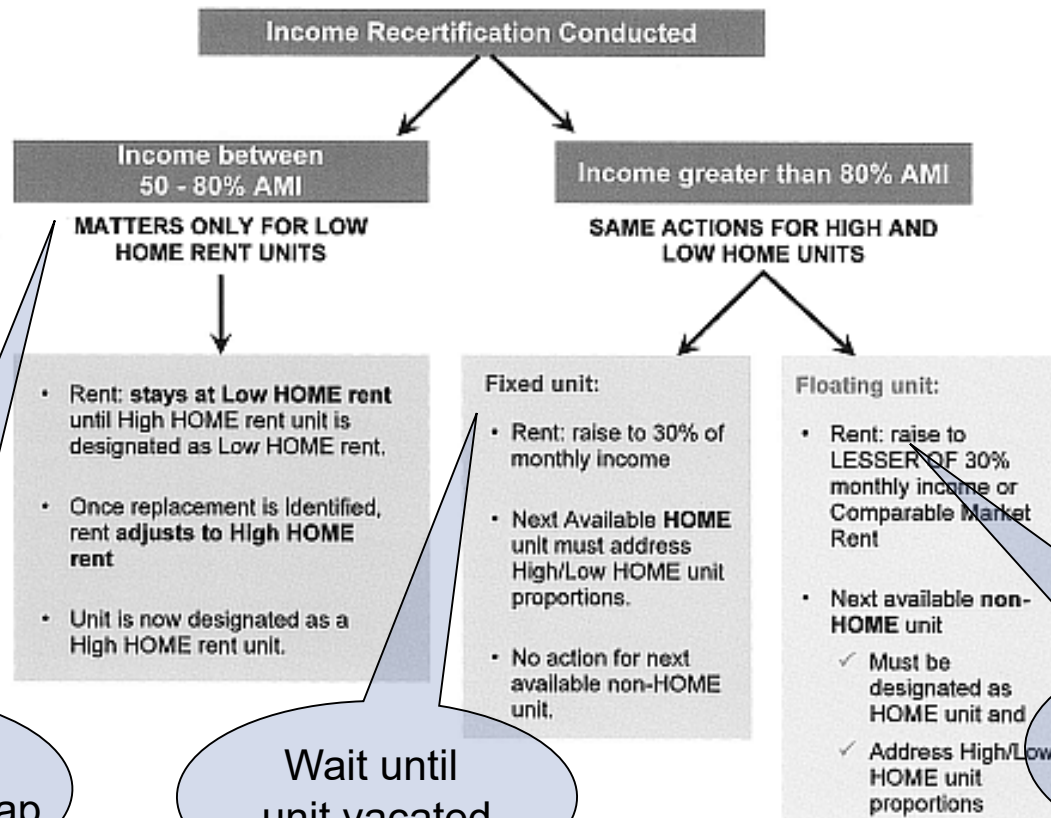 Income Recertification Conducted
Income between
50 - 80% AMI
MATTERS ONLY FOR LOW
HOME RENT UNITS
• Rent: stays at Low HOME rent
until High HOME rent unit is
designated as Low HOME rent.
• Once replacement is identified,
rent adjusts to High HOME
rent
• Unit is now designated as a
High HOME rent unit.
Income greater than 80% AMI
SAME ACTIONS FOR HIGH AND
LOW HOME UNITS
Fixed unit:
• Rent: raise to 30% of
monthly income
• Next Available HOME
unit must address
High/Low HOME unit
proportions.
• No action for next
available non-HOME
unit.
Floating unit:
• Rent: raise to
LESSER OF 30%
monthly income or
Comparable Market
Rent
• Next available non-
HOME unit
✓ Must be
designated as
HOME unit and
✓ Address High/Low
HOME unit
proportions
Wait until
unit vacated